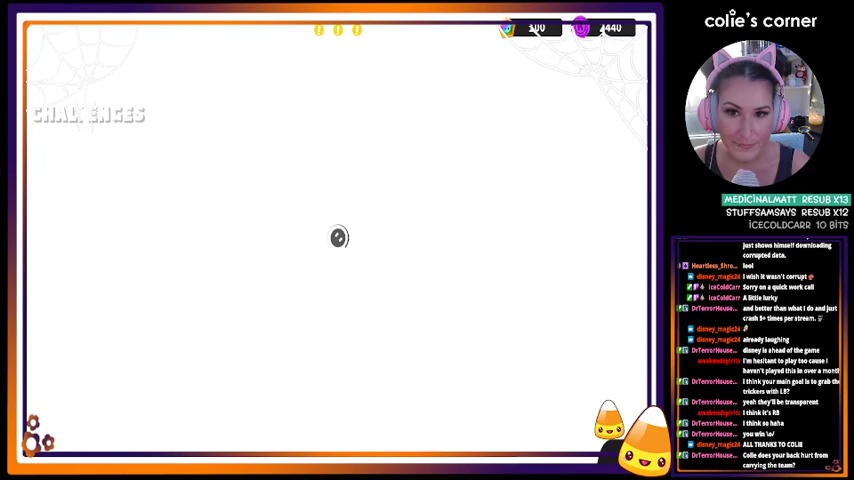 colie's corner
100
2440
CHALLENGES
MEDICINALMATT RESUB X13
STUFFSAMSAYS RESUB X12
ICECOLDCARR 10 BITS
just shows himself downloading
corrupted data.
Heartless_Shro... lool
disney_magic24 I wish it wasn't corrupt
IceColdCarr Sorry on a quick work call
IceColdCarr A little lurky
DrTerrorHouse... and better than what I do and just
crash 5+ times per stream.
disney_magic24
disney_magic24 already laughing
DrTerrorHouse... disney is ahead of the game
awakendspirits I'm hesitant to play too cause I
haven't played this in over a month
DrTerrorHouse... I think your main goal is to grab the
trickers with LB?
DrTerrorHouse... yeah they'll be transparent
awakendspirits I think it's RB
DrTerrorHouse... I think so haha
DrTerrorHouse... you win \o/
disney_magic24 ALL THANKS TO COLIE
DrTerrorHouse... Colie does your back hurt from
carrying the team?